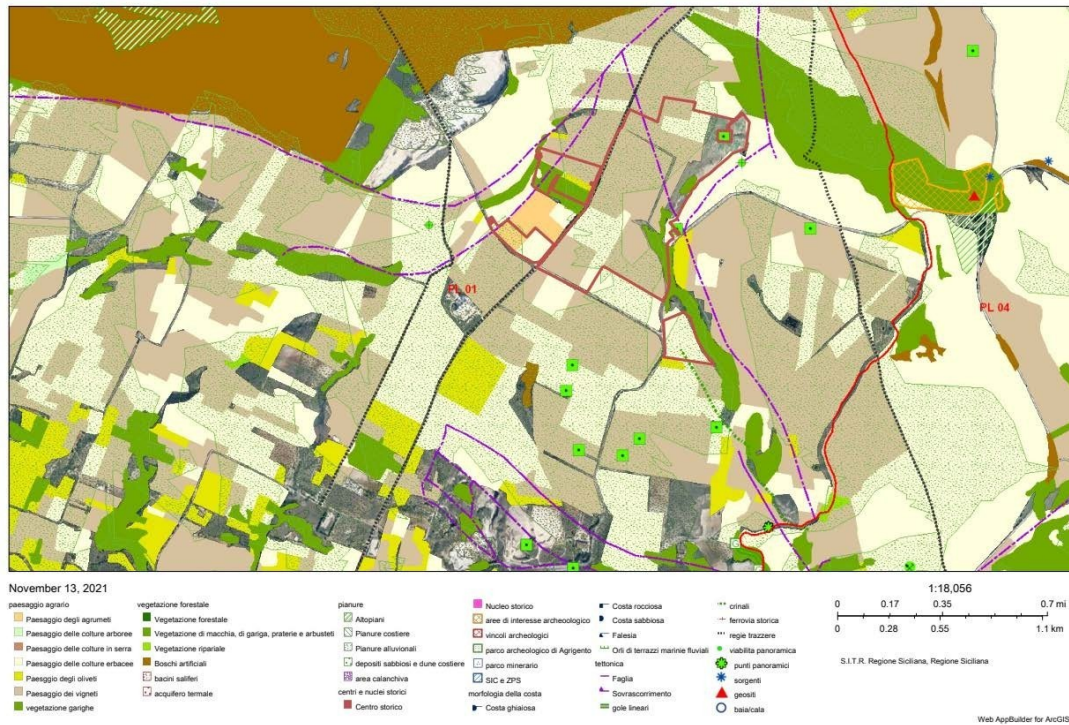 PL 01
PL 04
November 13, 2021
1:18,056
0 0.17 0.35 0.7 mi
0 0.28 0.55 1.1 km
S.I.T.R. Regione Siciliana, Regione Siciliana
paesaggio agrario
Paesaggio degli agrumeti
Paesaggio delle colture arboree
Paesaggio delle colture in serra
Paesaggio delle colture erbacee
Paesaggio degli oliveti
Paesaggio dei vigneti
vegetazione garighe
vegetazione forestale
Vegetazione forestale
Vegetazione di macchia, di gariga, praterie e arbusteti
Vegetazione ripariale
Boschi artificiali
bacini saliferi
acquifero termale
pianure
Altopiani
Pianure costiere
Pianure alluvionali
depositi sabbiosi e dune costiere
area calanchiva
centri e nuclei storici
Centro storico
Nucleo storico
aree di interesse archeologico
vincoli archeologici
parco archeologico di Agrigento
parco minerario
SIC e ZPS
morfologia della costa
Costa ghaiosa
Costa rocciosa
Costa sabbiosa
Falesia
Orli di terrazzi marini e fluviali
tettonica
Faglia
Sovrascorrimento
gole lineari
crinali
ferrovia storica
regie trazzere
viabilita panoramica
punti panoramici
sorgenti
geositi
baia/cala
Web AppBuilder for ArcGIS